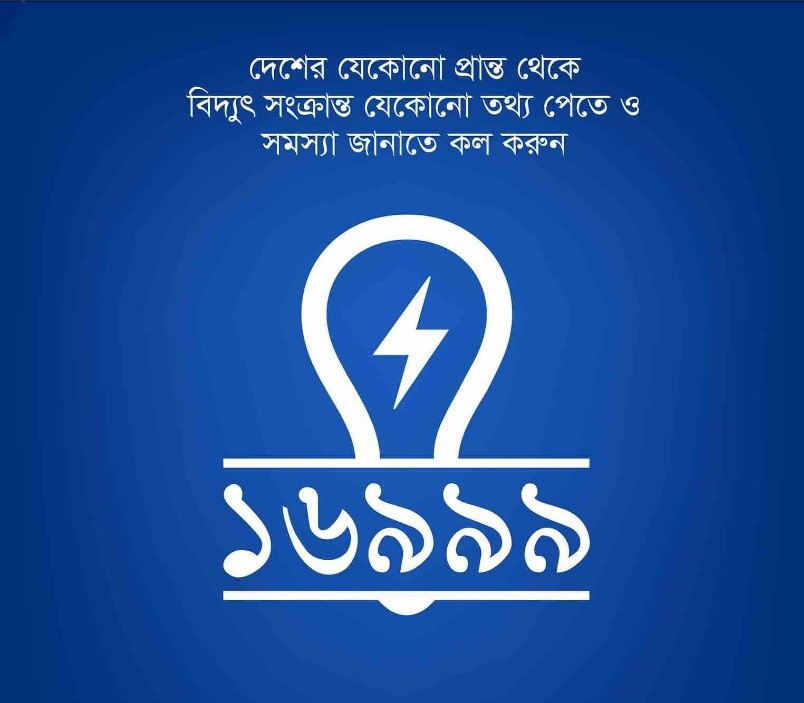 দেশের যেকোনো প্রান্ত থেকে
বিদ্যুৎ সংক্রান্ত যেকোনো তথ্য পেতে ও
সমস্যা জানাতে কল করুন
১৬৯৯৯